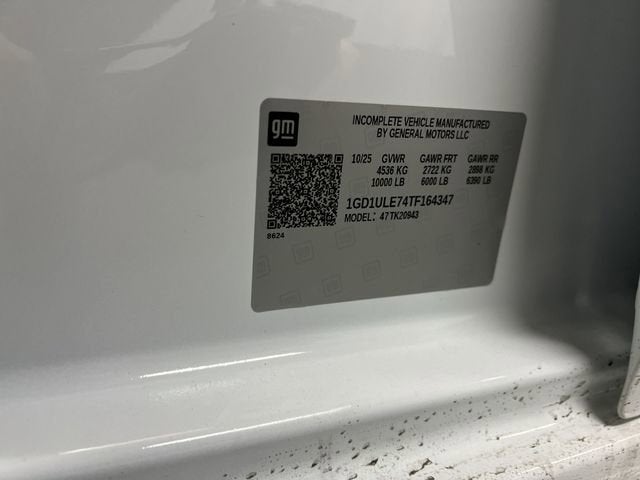 gm
INCOMPLETE VEHICLE MANUFACTURED
BY GENERAL MOTORS LLC
10/25 GVWR GAWR FRT GAWR RR
4536 KG 2722 KG 2898 KG
10000 LB 6000 LB 6390 LB
1GD1ULE74TF164347
MODEL: 47TK20943
8624